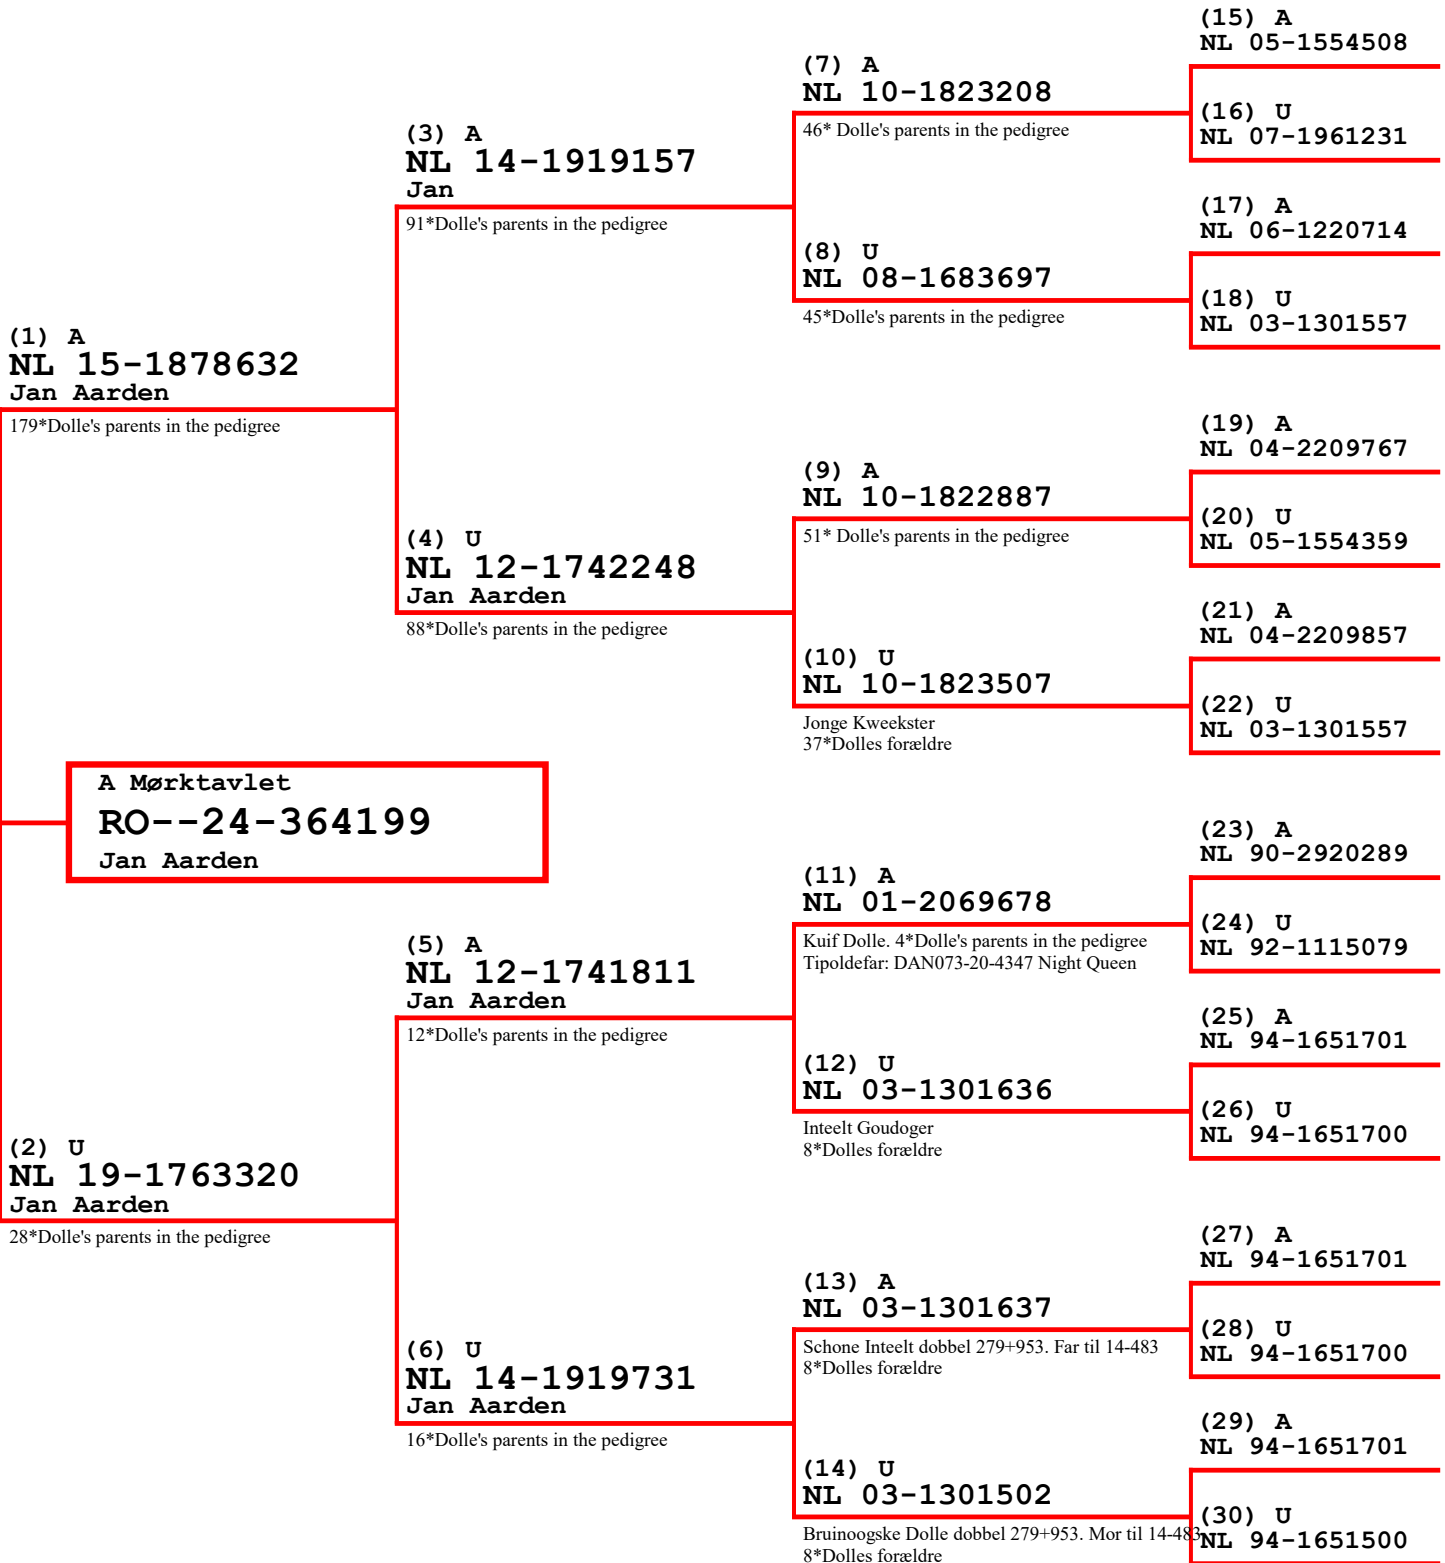 (1) A
NL 15-1878632
Jan Aarden
179*Dolle's parents in the pedigree
A Mørktavlet
RO--24-364199
Jan Aarden
(2) U
NL 19-1763320
Jan Aarden
28*Dolle's parents in the pedigree
(3) A
NL 14-1919157
Jan
91*Dolle's parents in the pedigree
(4) U
NL 12-1742248
Jan Aarden
88*Dolle's parents in the pedigree
(5) A
NL 12-1741811
Jan Aarden
12*Dolle's parents in the pedigree
(6) U
NL 14-1919731
Jan Aarden
16*Dolle's parents in the pedigree
(7) A
NL 10-1823208
46* Dolle's parents in the pedigree
(8) U
NL 08-1683697
45*Dolle's parents in the pedigree
(9) A
NL 10-1822887
51* Dolle's parents in the pedigree
(10) U
NL 10-1823507
Jonge Kweekster
37*Dolles forældre
(11) A
NL 01-2069678
Kuif Dolle. 4*Dolle's parents in the pedigree
Tipoldefar: DAN073-20-4347 Night Queen
(12) U
NL 03-1301636
Inteelt Goudoger
8*Dolles forældre
(13) A
NL 03-1301637
Schone Inteelt dobbel 279+953. Far til 14-483
8*Dolles forældre
(14) U
NL 03-1301502
Bruinoogske Dolle dobbel 279+953. Mor til 14-483
8*Dolles forældre
(15) A
NL 05-1554508
(16) U
NL 07-1961231
(17) A
NL 06-1220714
(18) U
NL 03-1301557
(19) A
NL 04-2209767
(20) U
NL 05-1554359
(21) A
NL 04-2209857
(22) U
NL 03-1301557
(23) A
NL 90-2920289
(24) U
NL 92-1115079
(25) A
NL 94-1651701
(26) U
NL 94-1651700
(27) A
NL 94-1651701
(28) U
NL 94-1651700
(29) A
NL 94-1651701
(30) U
NL 94-1651500